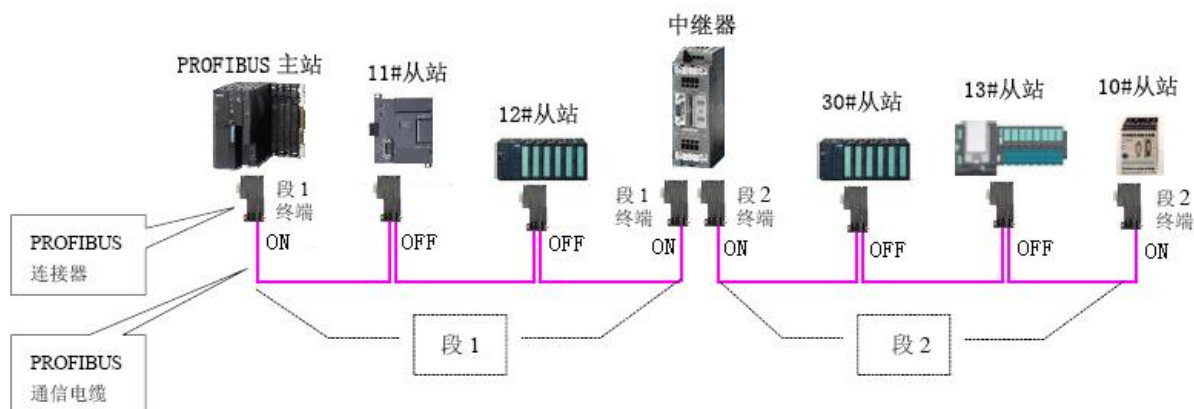 中继器
PROFIBUS 主站
11#从站
12#从站
30#从站
13#从站
10#从站
段 1
终端
段 1
终端
段 2
终端
段 2
终端
ON
OFF
OFF
ON
ON
OFF
OFF
ON
PROFIBUS
连接器
段 1
段 2
PROFIBUS
通信电缆